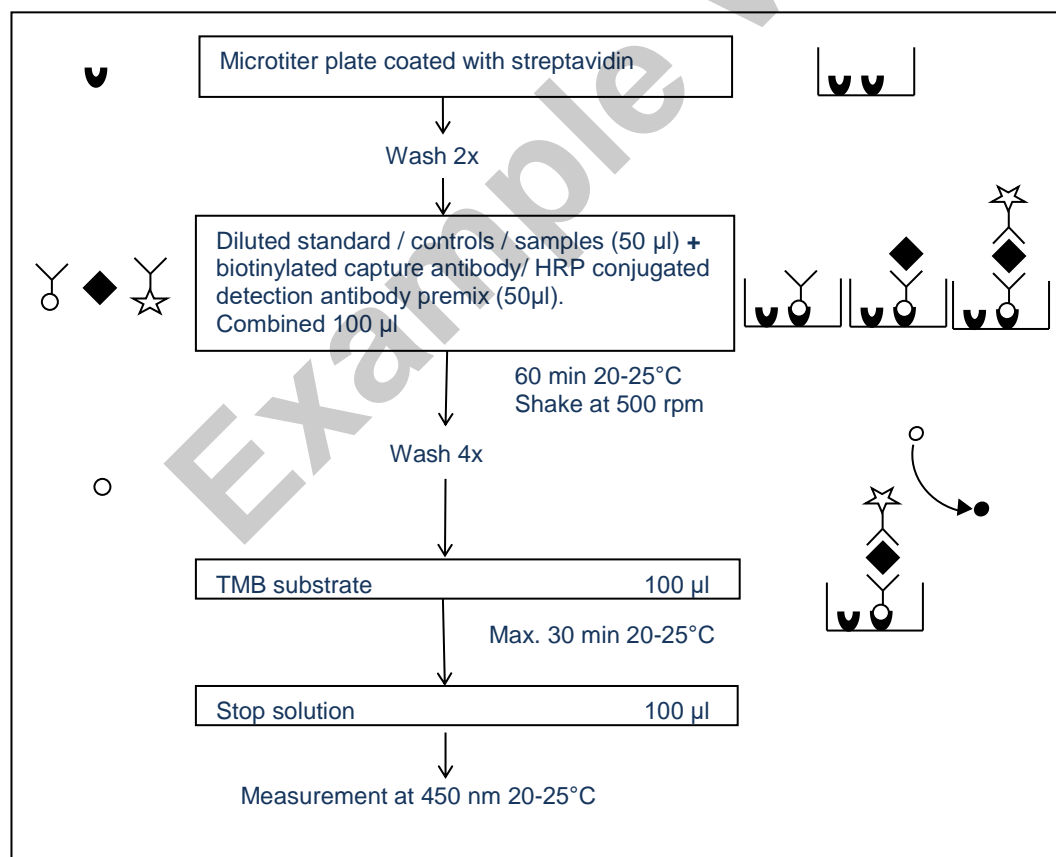 Microtiter plate coated with streptavidin
Wash 2x
Diluted standard / controls / samples (50 µl) +
biotinylated capture antibody/ HRP conjugated
detection antibody premix (50µl).
Combined 100 µl
60 min 20-25°C
Shake at 500 rpm
Wash 4x
TMB substrate 100 µl
Max. 30 min 20-25°C
Stop solution 100 µl
Measurement at 450 nm 20-25°C
Example